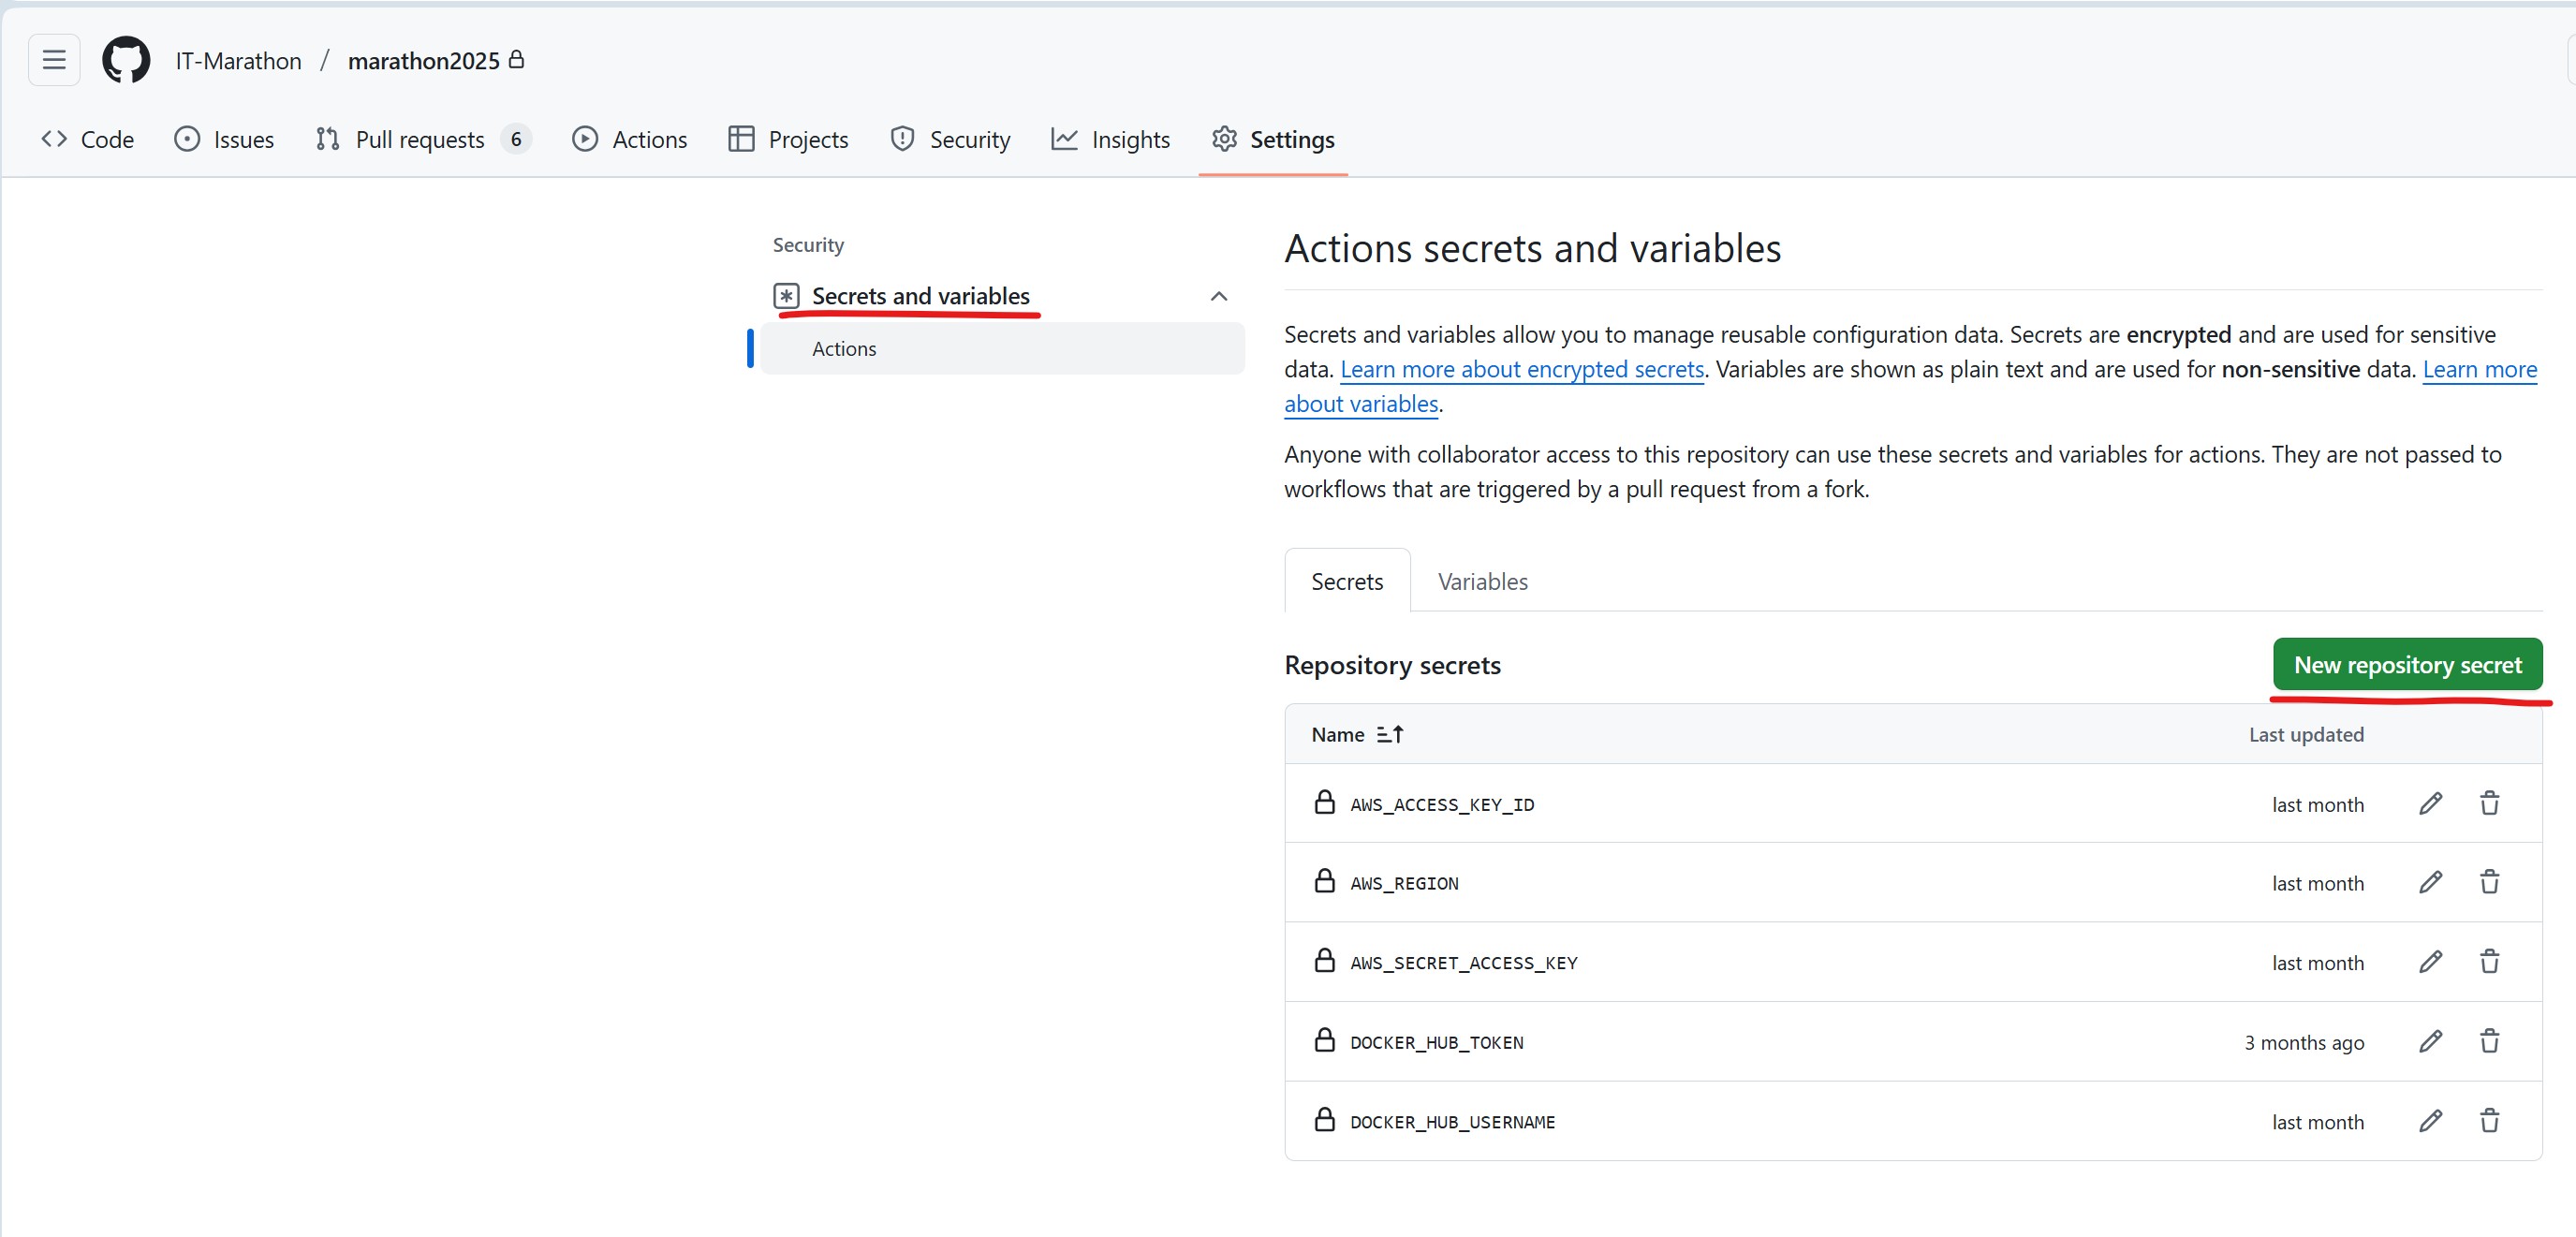 IT-Marathon / marathon2025
Code Issues Pull requests 6 Actions Projects Security Insights Settings
Security
Secrets and variables
Actions
Actions secrets and variables
Secrets and variables allow you to manage reusable configuration data. Secrets are encrypted and are used for sensitive
data. Learn more about encrypted secrets. Variables are shown as plain text and are used for non-sensitive data. Learn more
about variables.
Anyone with collaborator access to this repository can use these secrets and variables for actions. They are not passed to
workflows that are triggered by a pull request from a fork.
Secrets Variables
Repository secrets New repository secret
Name Last updated
AWS_ACCESS_KEY_ID last month
AWS_REGION last month
AWS_SECRET_ACCESS_KEY last month
DOCKER_HUB_TOKEN 3 months ago
DOCKER_HUB_USERNAME last month